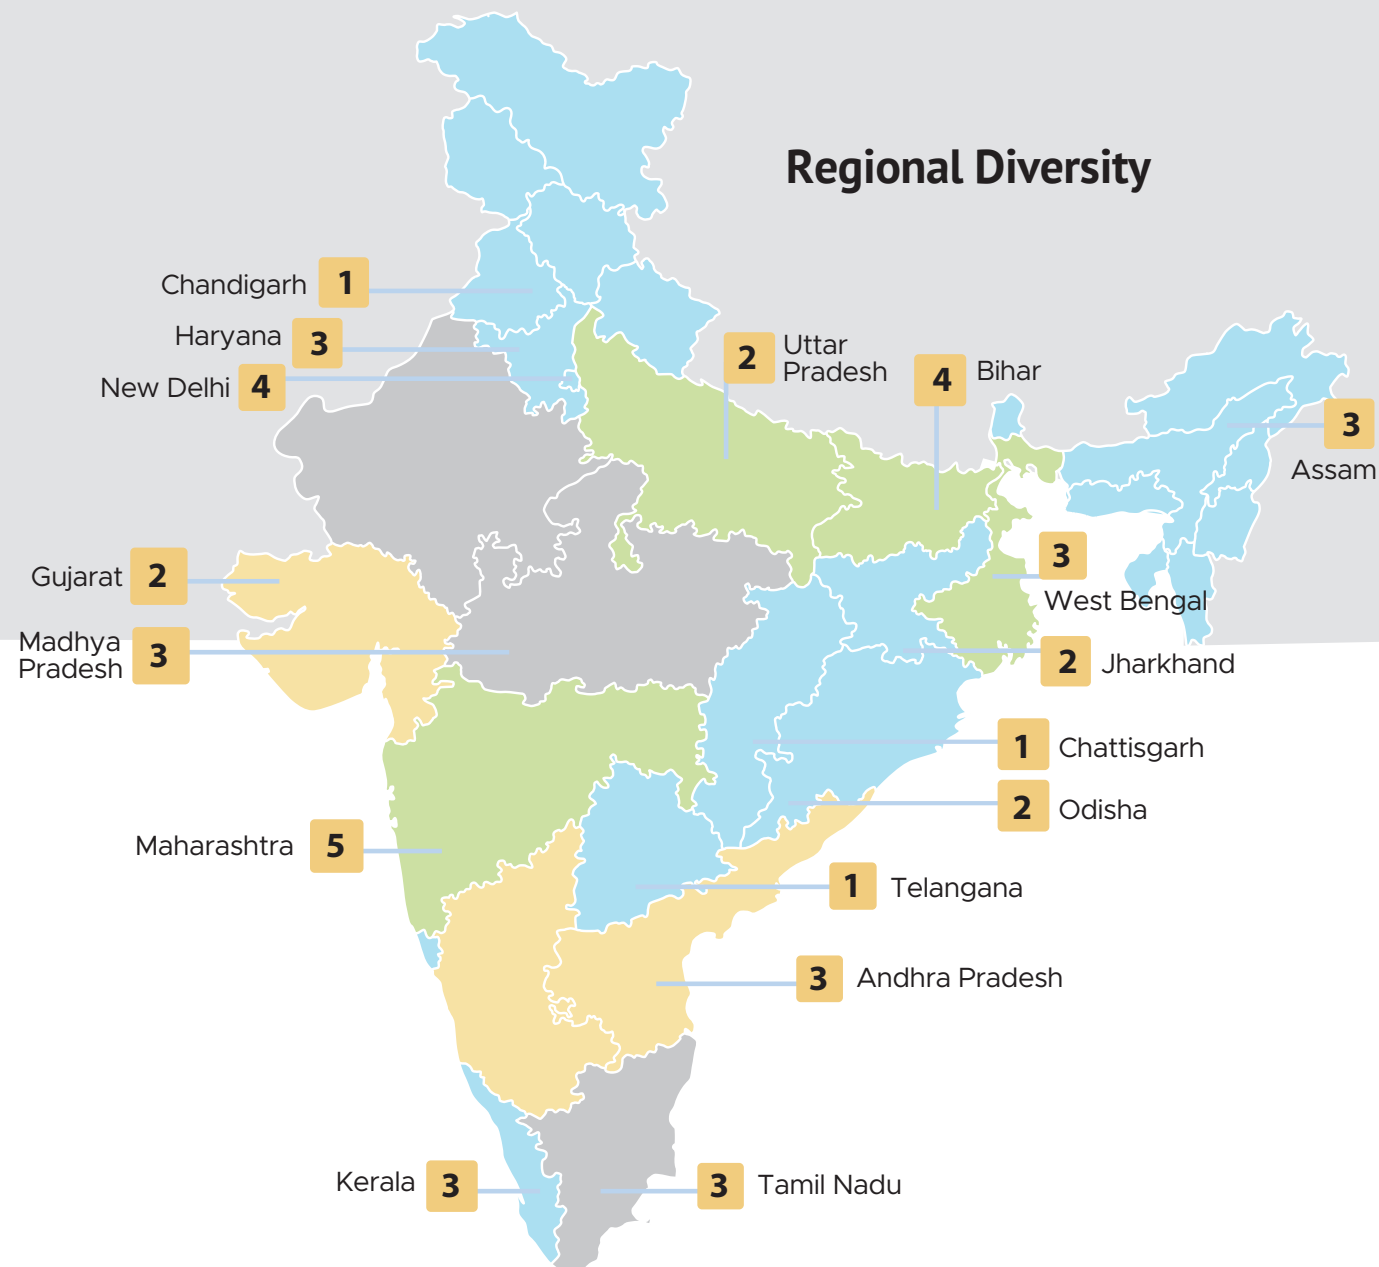 Regional Diversity
Chandigarh 1
Haryana 3
New Delhi 4
2 Uttar
Pradesh
4 Bihar
3
Assam
Gujarat 2
3
West Bengal
Madhya
Pradesh 3
2 Jharkhand
1 Chattisgarh
2 Odisha
Maharashtra 5
1 Telangana
3 Andhra Pradesh
Kerala 3
3 Tamil Nadu